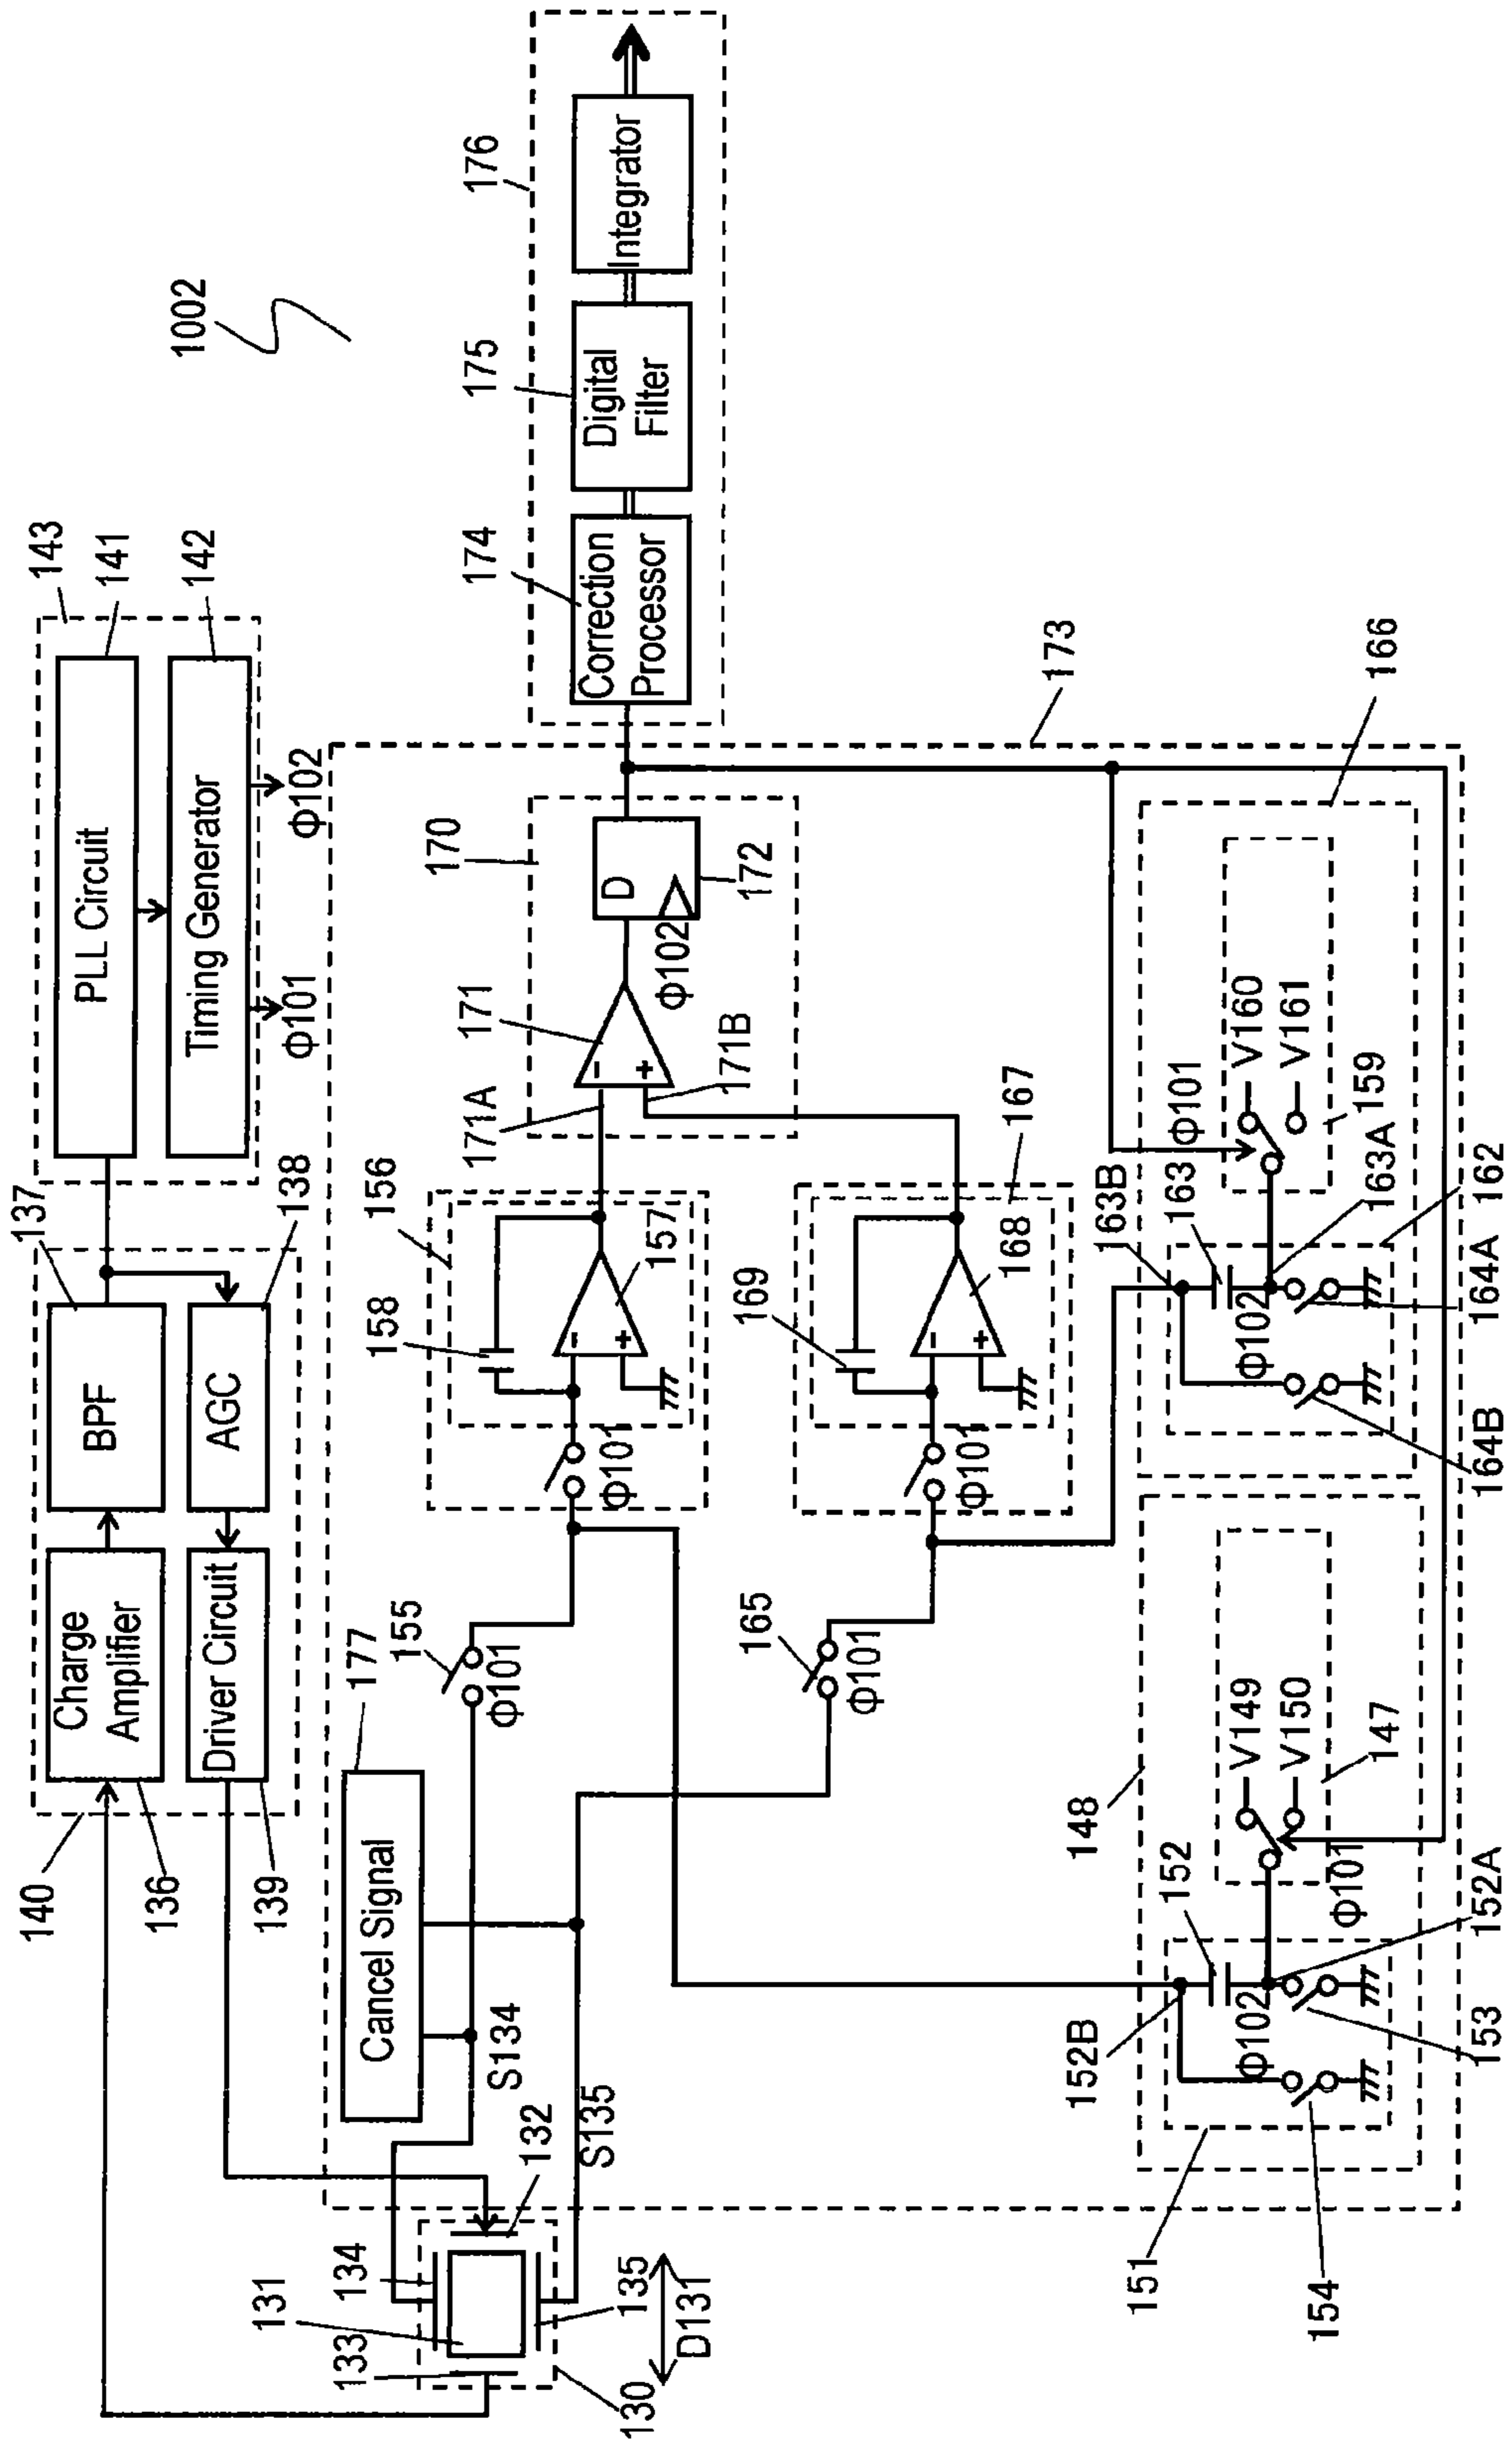 1002
140
136
139
Charge
Amplifier
Driver Circuit
137
BPF
AGC
138
143
141
142
PLL Circuit
Timing Generator
Φ101
Φ102
174
175
176
Correction
Processor
Digital
Filter
Integrator
130
131
132
133
134
135
D131
S134
S135
177
Cancel Signal
155
Φ101
156
158
157
-
+
Φ101
165
Φ101
167
169
168
-
+
Φ101
170
171
171A
171B
-
+
D
Φ102
172
173
148
V149
V150
147
Φ101
152
152A
152B
Φ102
153
154
151
166
V160
V161
159
Φ101
163
163A
163B
Φ102
162
164A
164B